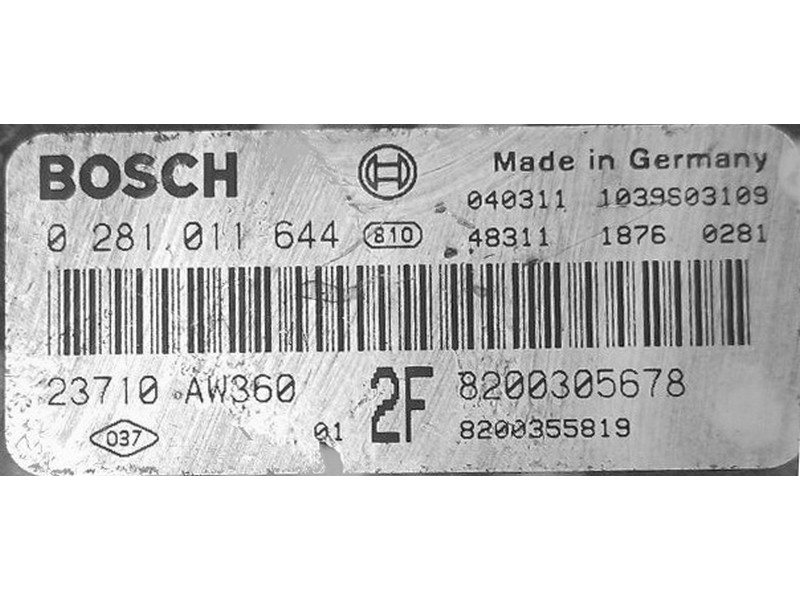 BOSCH
Made in Germany
040311 1039S03109
0 281 011 644 810
48311 1876 0281
23710 AW360
2F
8200305678
037
01
8200355819